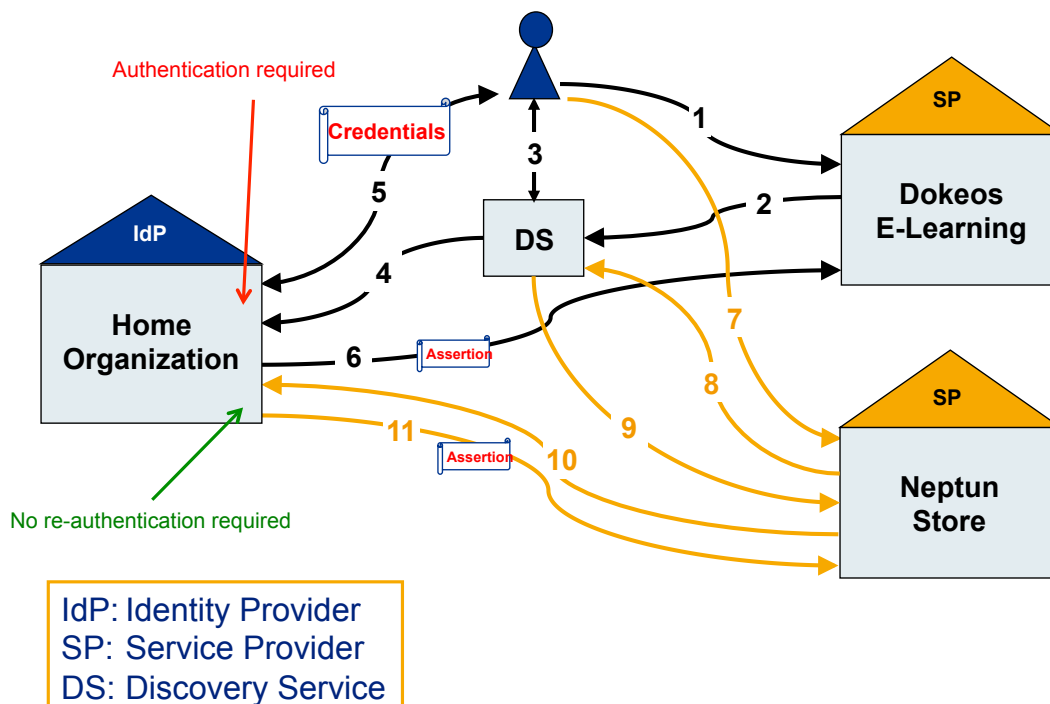 Authentication required
Credentials
1
SP
3
5
Dokeos
E-Learning
2
IdP
DS
4
Home
Organization
7
6
Assertion
8
SP
9
11
10
Assertion
Neptun
Store
No re-authentication required
IdP: Identity Provider
SP: Service Provider
DS: Discovery Service